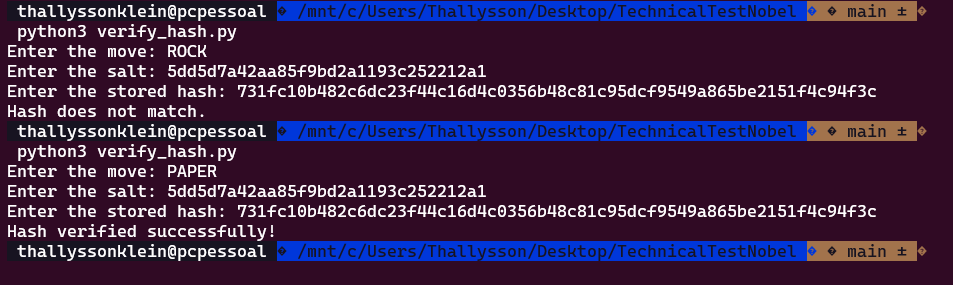 thallyssonklein@pcpessoal � /mnt/c/Users/Thallysson/Desktop/TechnicalTestNobel � � main ± �
python3 verify_hash.py
Enter the move: ROCK
Enter the salt: 5dd5d7a42aa85f9bd2a1193c252212a1
Enter the stored hash: 731fc10b482c6dc23f44c16d4c0356b48c81c95dcf9549a865be2151f4c94f3c
Hash does not match.
thallyssonklein@pcpessoal � /mnt/c/Users/Thallysson/Desktop/TechnicalTestNobel � � main ± �
python3 verify_hash.py
Enter the move: PAPER
Enter the salt: 5dd5d7a42aa85f9bd2a1193c252212a1
Enter the stored hash: 731fc10b482c6dc23f44c16d4c0356b48c81c95dcf9549a865be2151f4c94f3c
Hash verified successfully!
thallyssonklein@pcpessoal � /mnt/c/Users/Thallysson/Desktop/TechnicalTestNobel � � main ± �